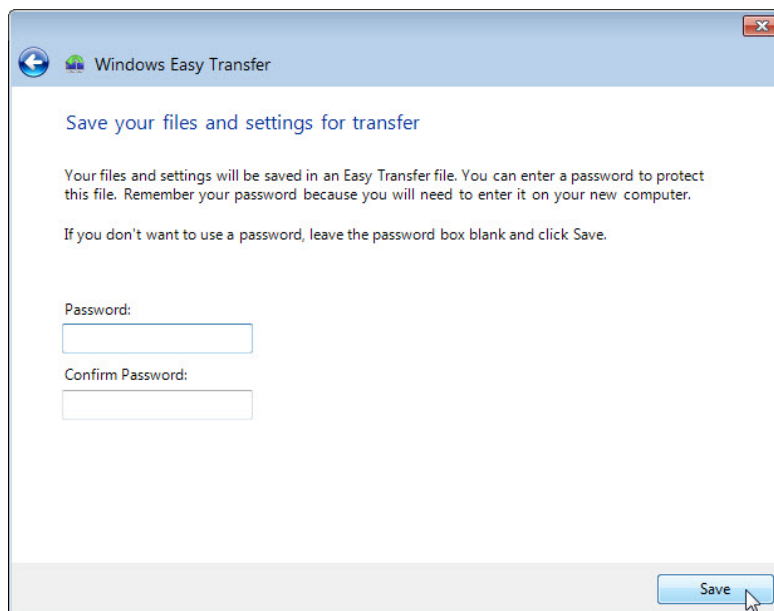 Windows Easy Transfer
Save your files and settings for transfer
Your files and settings will be saved in an Easy Transfer file. You can enter a password to protect
this file. Remember your password because you will need to enter it on your new computer.
If you don't want to use a password, leave the password box blank and click Save.
Password:
Confirm Password:
Save